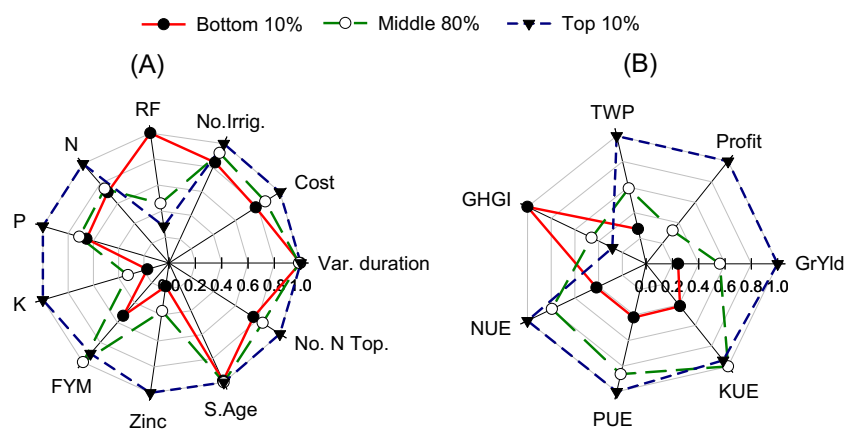 Bottom 10% Middle 80% Top 10%
(A) (B)
RF
No.Irrig.
N
Cost
P
Var. duration
0.0 0.2 0.4 0.6 0.8 1.0
K
No. N Top.
FYM
Zinc
S.Age
TWP
Profit
GHGI
GrYld
0.0 0.2 0.4 0.6 0.8 1.0
NUE
KUE
PUE